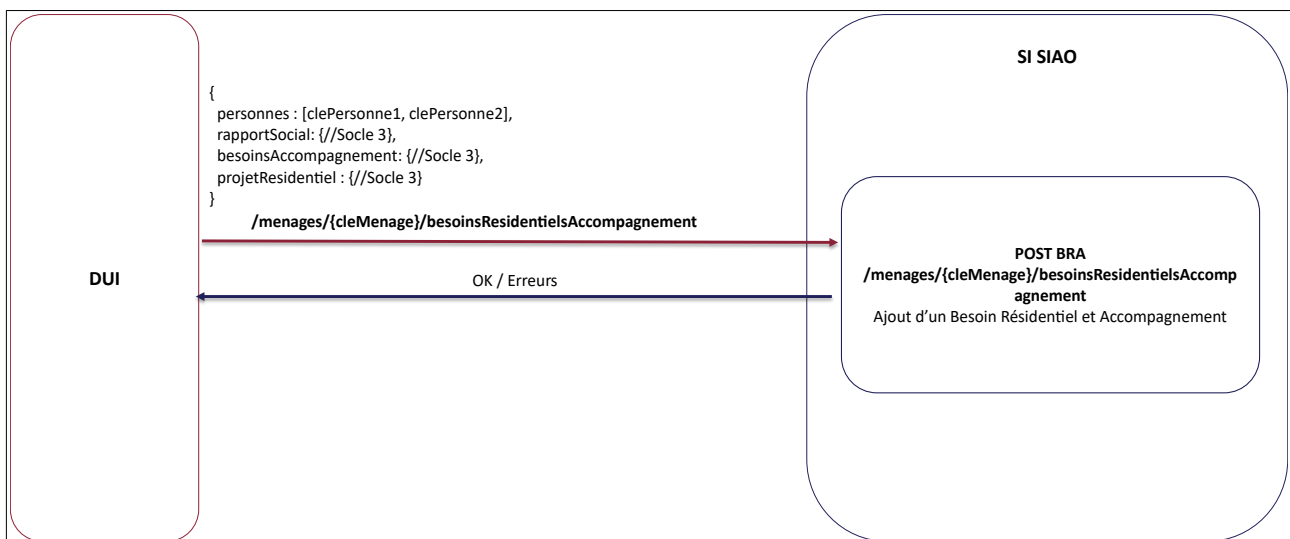 SI SIAO
{
personnes : [clePersonne1, clePersonne2],
rapportSocial: {//Socle 3},
besoinsAccompagnement: {//Socle 3},
projetResidentiel : {//Socle 3}
}
/menages/{cleMenage}/besoinsResidentielsAccompagnement
DUI
OK / Erreurs
POST BRA
/menages/{cleMenage}/besoinsResidentielsAccomp
agnement
Ajout d’un Besoin Résidentiel et Accompagnement